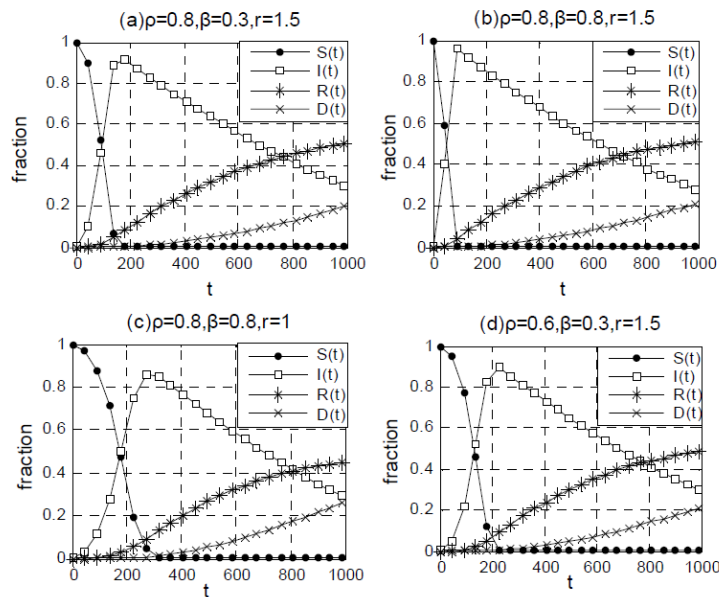 (a)ρ=0.8,β=0.3,r=1.5
1
0.8
0.6
0.4
0.2
0
fraction
S(t)
I(t)
R(t)
D(t)
0 200 400 600 800 1000
t
(b)ρ=0.8,β=0.8,r=1.5
1
0.8
0.6
0.4
0.2
0
fraction
S(t)
I(t)
R(t)
D(t)
0 200 400 600 800 1000
t
(c)ρ=0.8,β=0.8,r=1
1
0.8
0.6
0.4
0.2
0
fraction
S(t)
I(t)
R(t)
D(t)
0 200 400 600 800 1000
t
(d)ρ=0.6,β=0.3,r=1.5
1
0.8
0.6
0.4
0.2
0
fraction
S(t)
I(t)
R(t)
D(t)
0 200 400 600 800 1000
t